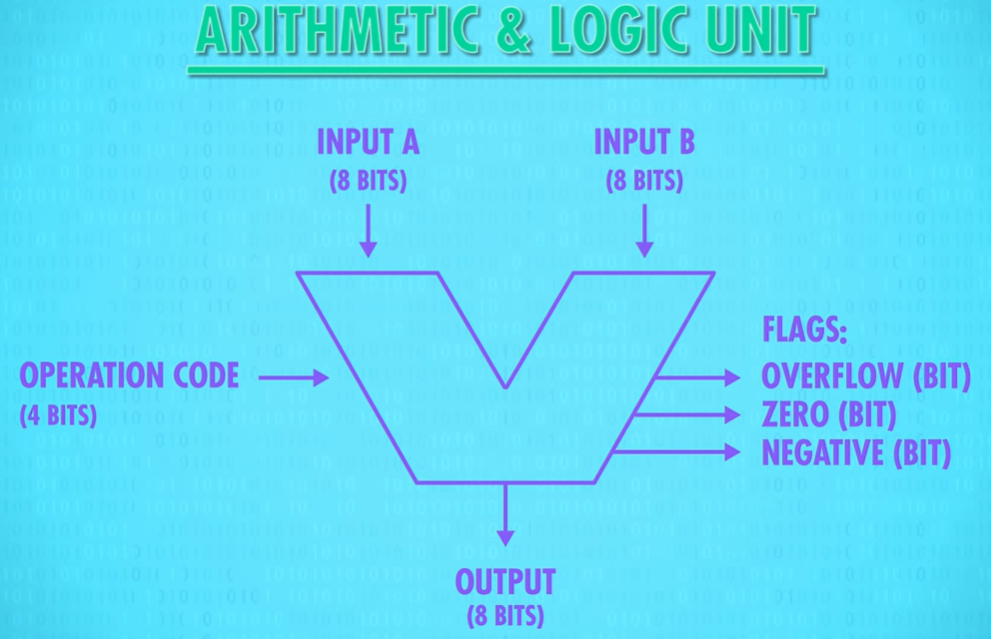 ARITHMETIC & LOGIC UNIT
INPUT A
(8 BITS)
INPUT B
(8 BITS)
OPERATION CODE
(4 BITS)
FLAGS:
OVERFLOW (BIT)
ZERO (BIT)
NEGATIVE (BIT)
OUTPUT
(8 BITS)